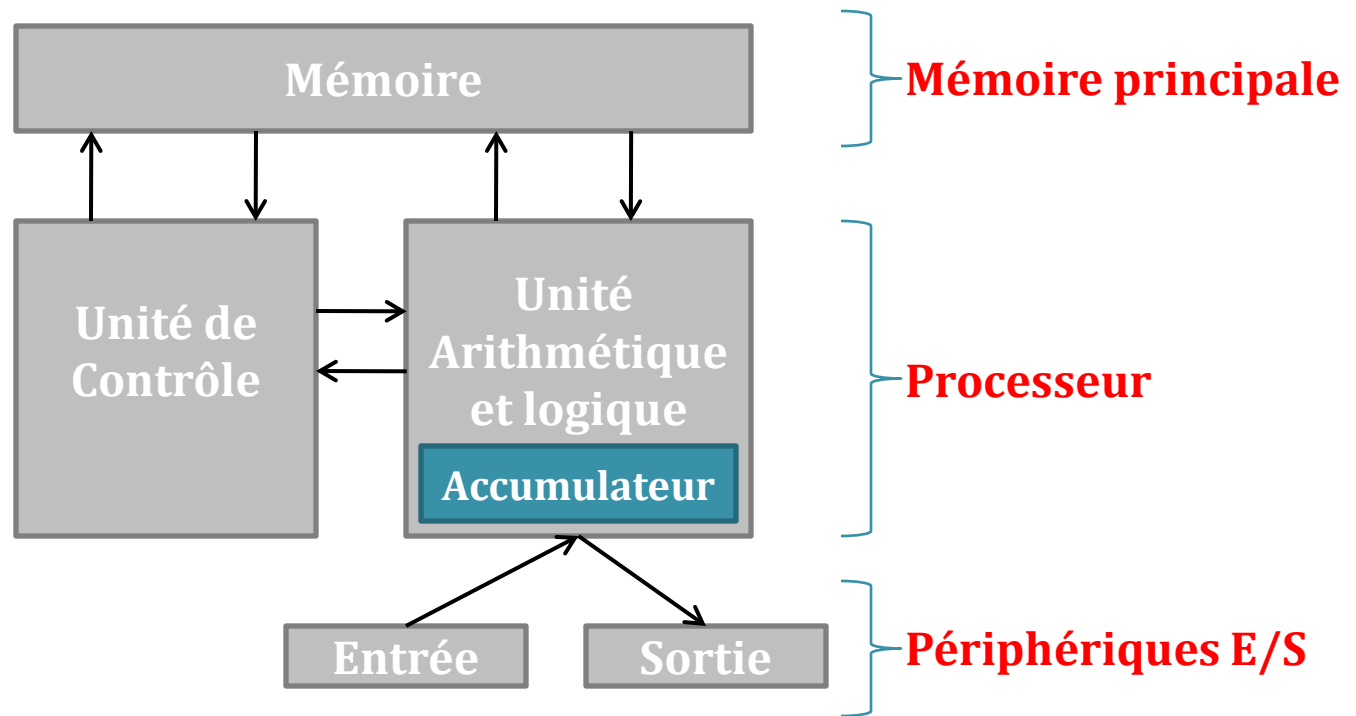 Mémoire
Mémoire principale
Unité de
Contrôle
Unité
Arithmétique
et logique
Accumulateur
Processeur
Entrée
Sortie
Périphériques E/S